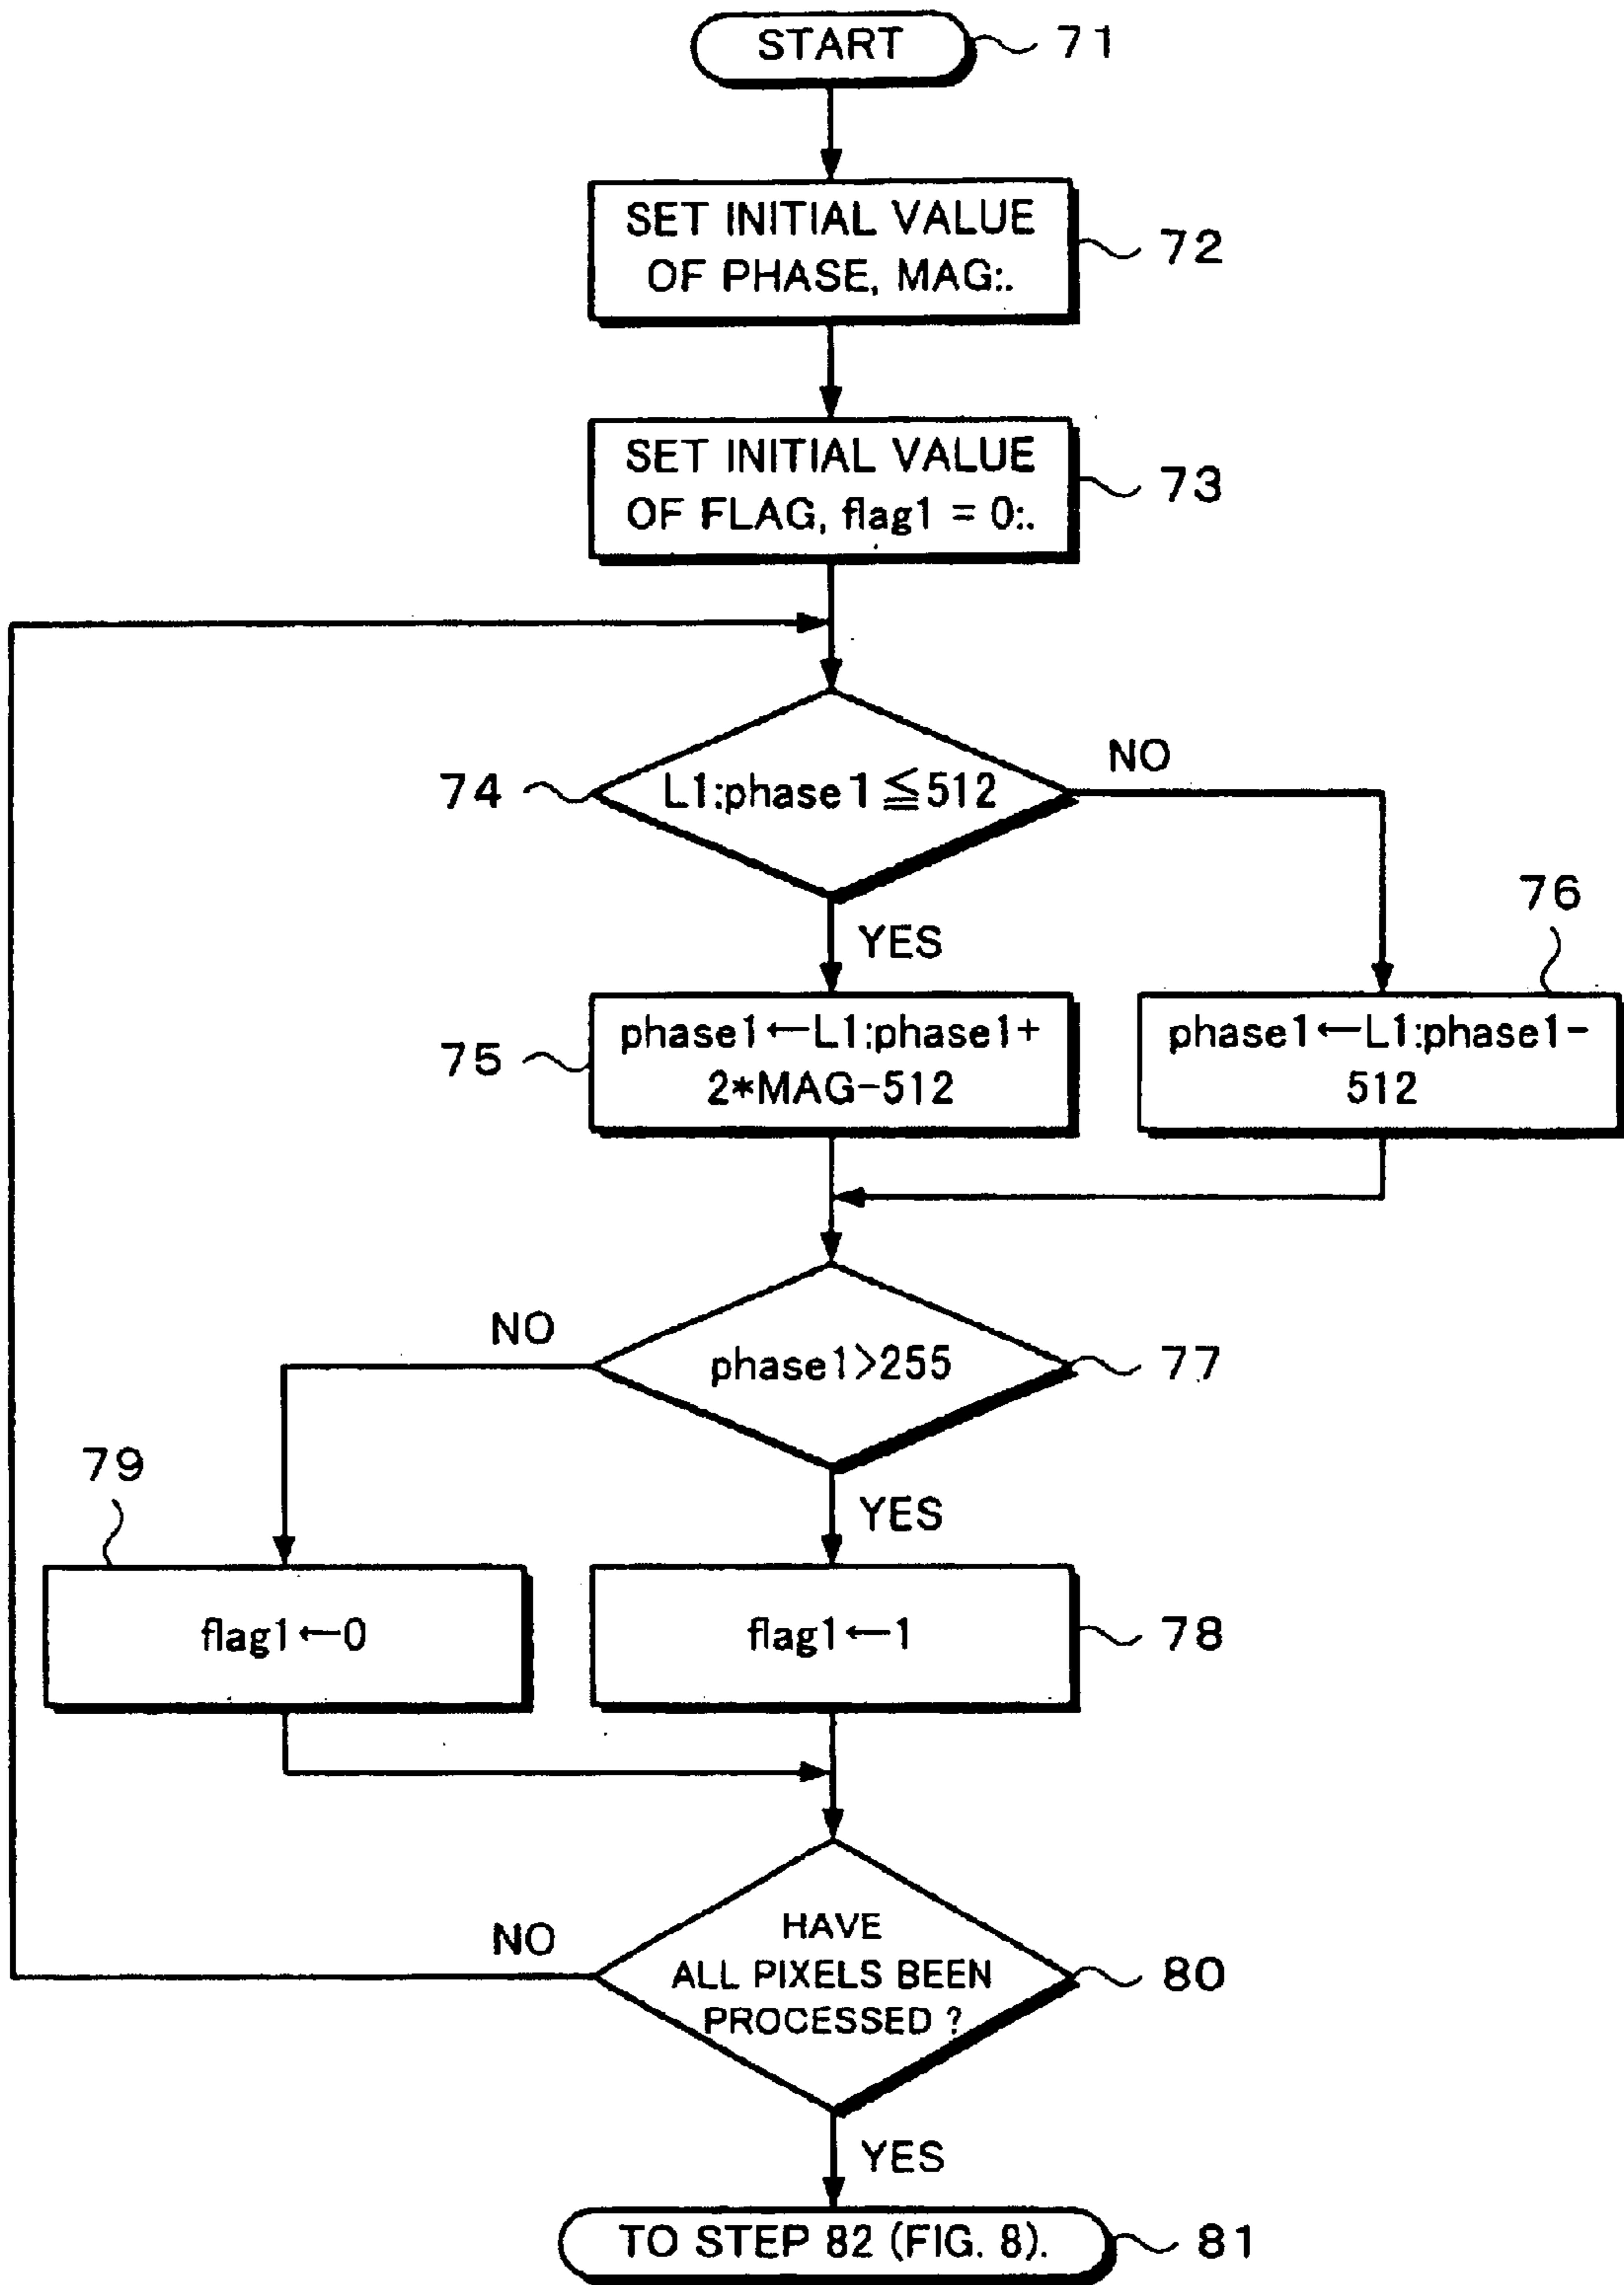 START
71
SET INITIAL VALUE
OF PHASE, MAG:.
72
SET INITIAL VALUE
OF FLAG, flag1 = 0:.
73
74
L1:phase1≦512
NO
YES
76
75
phase1←L1:phase1+
2*MAG-512
phase1←L1:phase1-
512
NO
phase1>255
77
YES
79
flag1←0
flag1←1
78
NO
HAVE
ALL PIXELS BEEN
PROCESSED ?
80
YES
TO STEP 82 (FIG. 8).
81